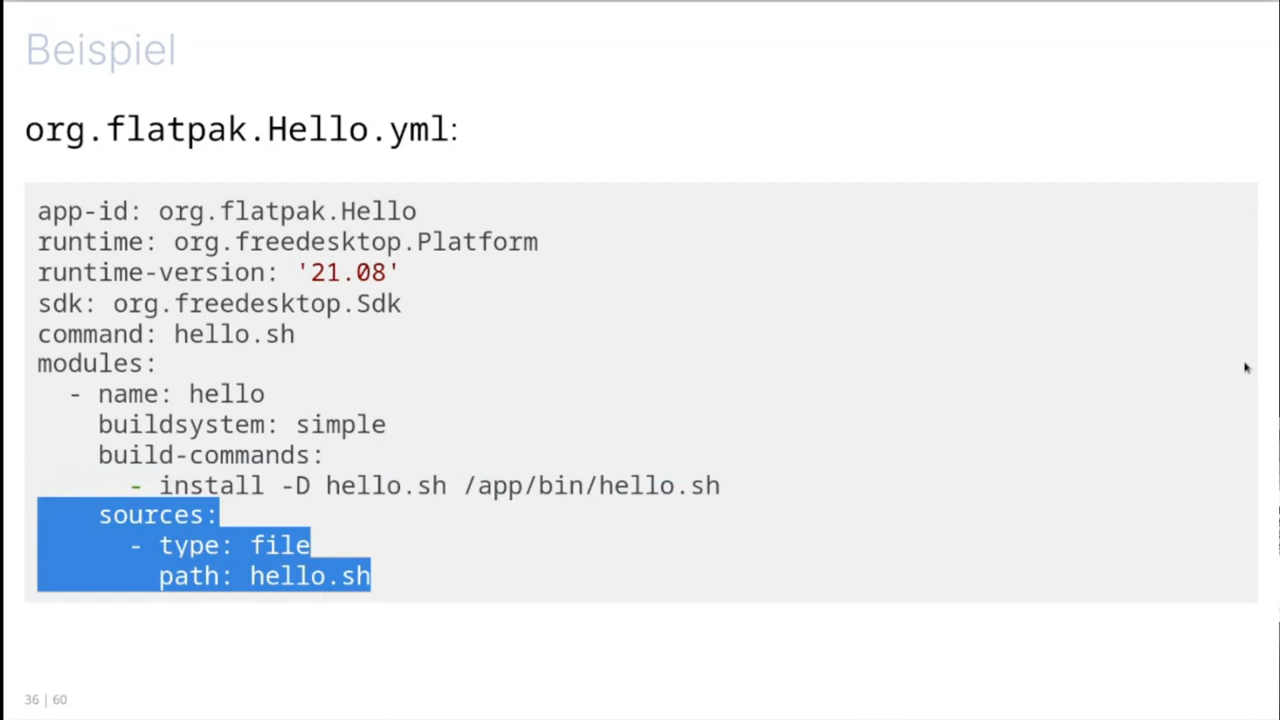 Beispiel
org.flatpak.Hello.yml:
app-id: org.flatpak.Hello
runtime: org.freedesktop.Platform
runtime-version: '21.08'
sdk: org.freedesktop.Sdk
command: hello.sh
modules:
  - name: hello
    buildsystem: simple
    build-commands:
      - install -D hello.sh /app/bin/hello.sh
    sources:
      - type: file
        path: hello.sh
36 | 60